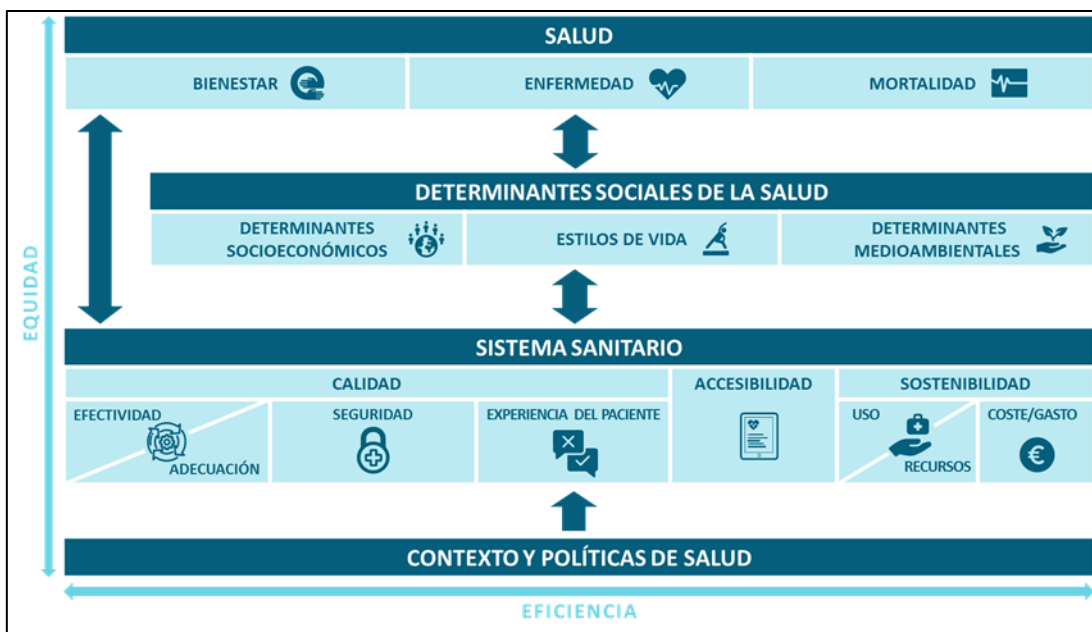 SALUD
BIENESTAR
ENFERMEDAD
MORTALIDAD
DETERMINANTES SOCIALES DE LA SALUD
DETERMINANTES
SOCIOECONÓMICOS
ESTILOS DE VIDA
DETERMINANTES
MEDIOAMBIENTALES
EQUIDAD
SISTEMA SANITARIO
CALIDAD
ACCESIBILIDAD
SOSTENIBILIDAD
EFECTIVIDAD
ADECUACIÓN
SEGURIDAD
EXPERIENCIA DEL PACIENTE
USO
RECURSOS
COSTE/GASTO
€
CONTEXTO Y POLÍTICAS DE SALUD
EFICIENCIA